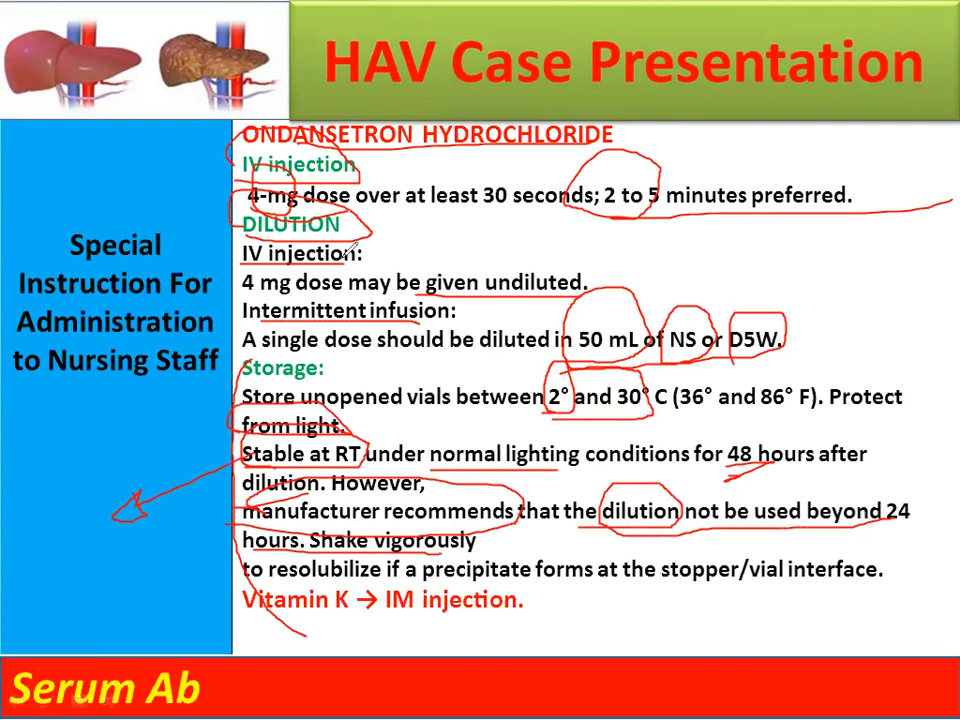 HAV Case Presentation
Special
Instruction For
Administration
to Nursing Staff
ONDANSETRON HYDROCHLORIDE
IV injection
4-mg dose over at least 30 seconds; 2 to 5 minutes preferred.
DILUTION
IV injection:
4 mg dose may be given undiluted.
Intermittent infusion:
A single dose should be diluted in 50 mL of NS or D5W.
Storage:
Store unopened vials between 2° and 30° C (36° and 86° F). Protect
from light.
Stable at RT under normal lighting conditions for 48 hours after
dilution. However,
manufacturer recommends that the dilution not be used beyond 24
hours. Shake vigorously
to resolubilize if a precipitate forms at the stopper/vial interface.
Vitamin K → IM injection.
Serum Ab